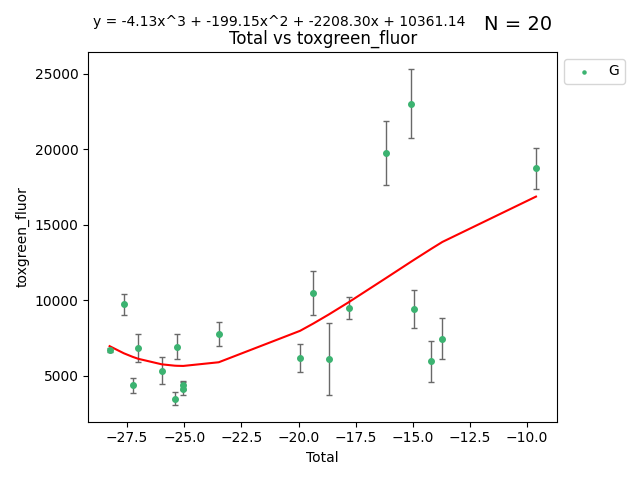 y = -4.13x^3 + -199.15x^2 + -2208.30x + 10361.14
N = 20
Total vs toxgreen_fluor
G
25000
20000
15000
10000
5000
toxgreen_fluor
−27.5 −25.0 −22.5 −20.0 −17.5 −15.0 −12.5 −10.0
Total